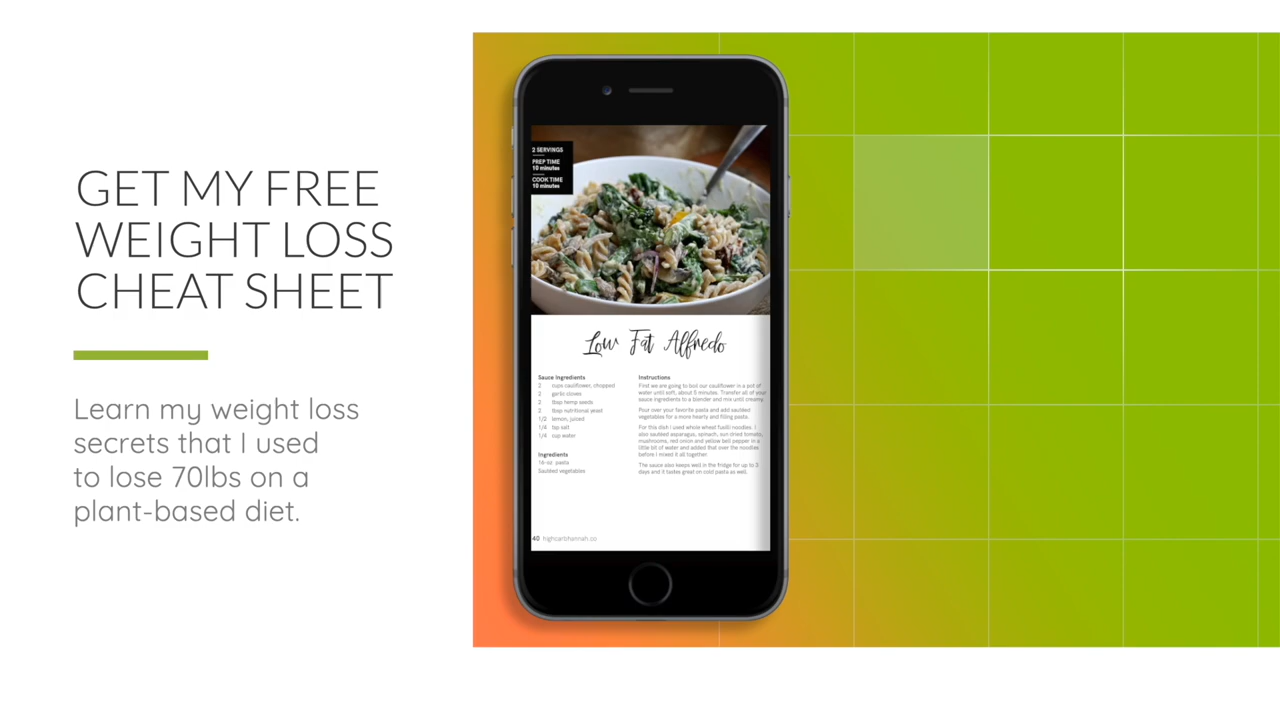 GET MY FREE
WEIGHT LOSS
CHEAT SHEET
Learn my weight loss
secrets that I used
to lose 70lbs on a
plant-based diet.
2 SERVINGS
PREP TIME
10 minutes
COOK TIME
10 minutes
Low Fat Alfredo
Sauce Ingredients
2 cups cauliflower, chopped
2 garlic cloves
2 tbsp hemp seeds
2 tbsp nutritional yeast
1/2 lemon, juiced
1/4 tsp salt
1/4 cup water
Ingredients
16-oz pasta
Sautéed vegetables
Instructions
First we are going to boil our cauliflower in a pot of
water until soft, about 5 minutes. Transfer all of your
sauce ingredients to a blender and mix until creamy.
Pour over your favorite pasta and add sautéed
vegetables for a more hearty and filling pasta.
For this dish I used whole wheat fusilli noodles. I
also sautéed asparagus, spinach, sun dried tomato,
mushrooms, red onion and yellow bell pepper in a
little bit of water and added that over the noodles
before I mixed it all together.
The sauce also keeps well in the fridge for up to 3
days and it tastes great on cold pasta as well.
40 highcarbhannah.co